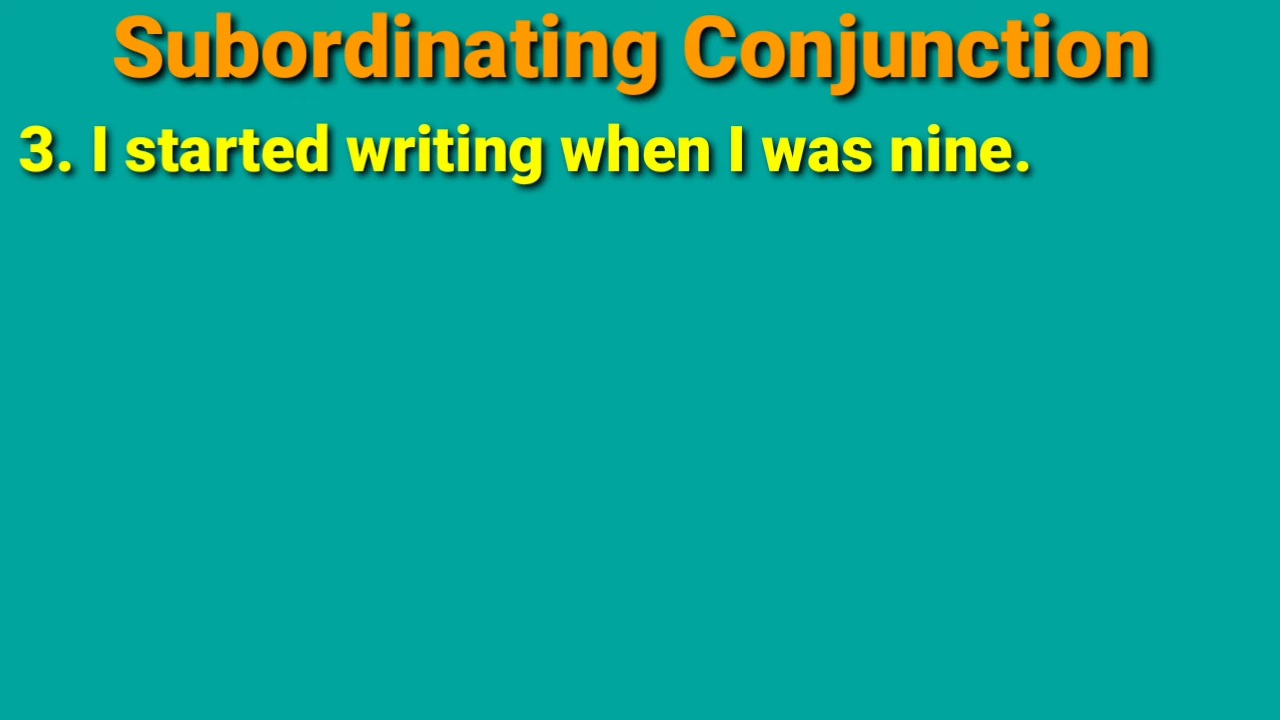 Subordinating Conjunction
3. I started writing when I was nine.